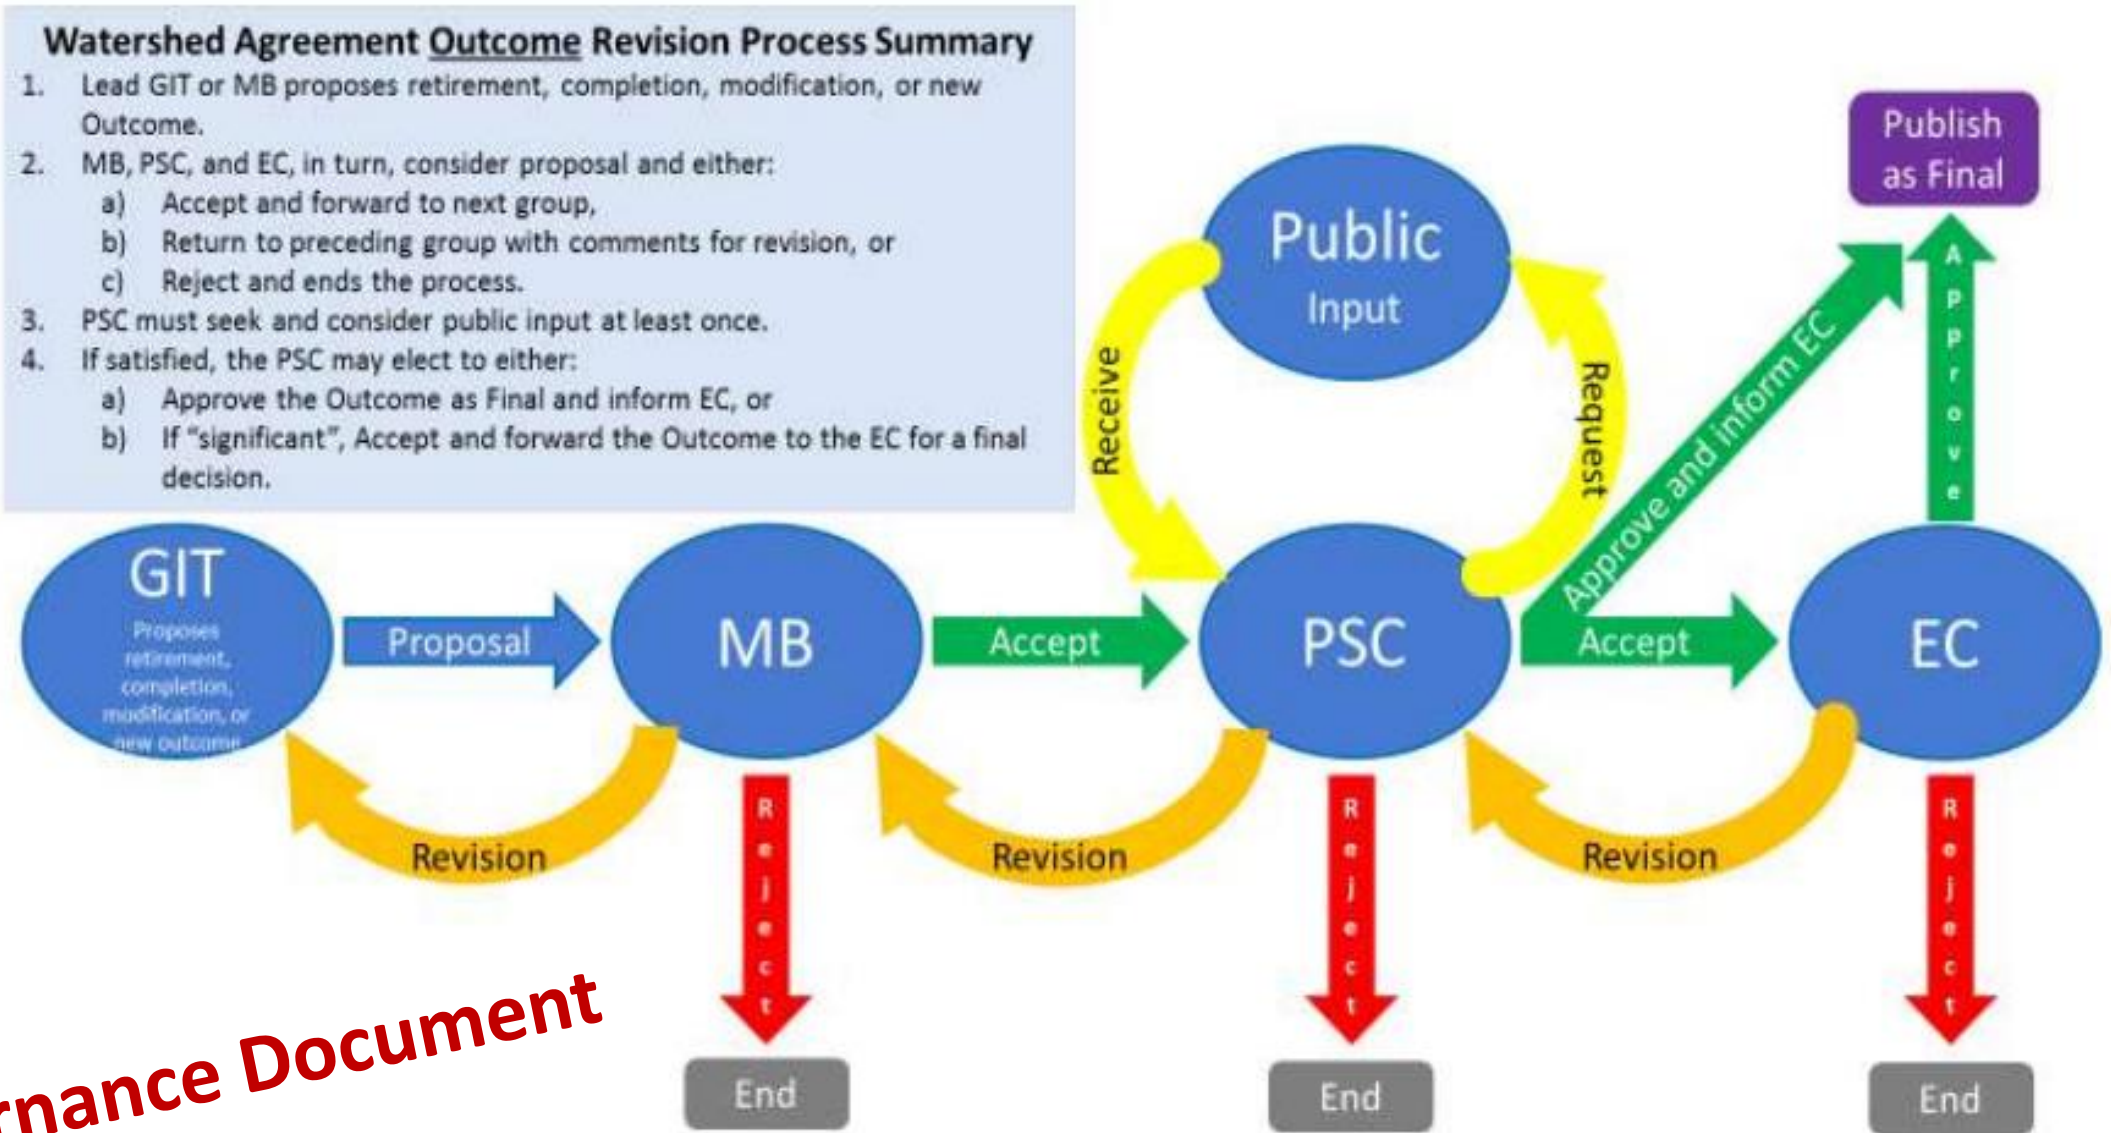 Watershed Agreement Outcome Revision Process Summary
1. Lead GIT or MB proposes retirement, completion, modification, or new
Outcome.
2. MB, PSC, and EC, in turn, consider proposal and either:
a) Accept and forward to next group,
b) Return to preceding group with comments for revision, or
c) Reject and ends the process.
3. PSC must seek and consider public input at least once.
4. If satisfied, the PSC may elect to either:
a) Approve the Outcome as Final and inform EC, or
b) If "significant", Accept and forward the Outcome to the EC for a final
decision.
Publish
as Final
Public
Input
Receive
Request
Approve and inform EC
Approve
GIT
Proposes
retirement,
completion,
modification, or
new outcome
Proposal
MB
Accept
PSC
Accept
EC
Revision
Revision
Revision
Reject
Reject
Reject
End
End
End
rnance Document